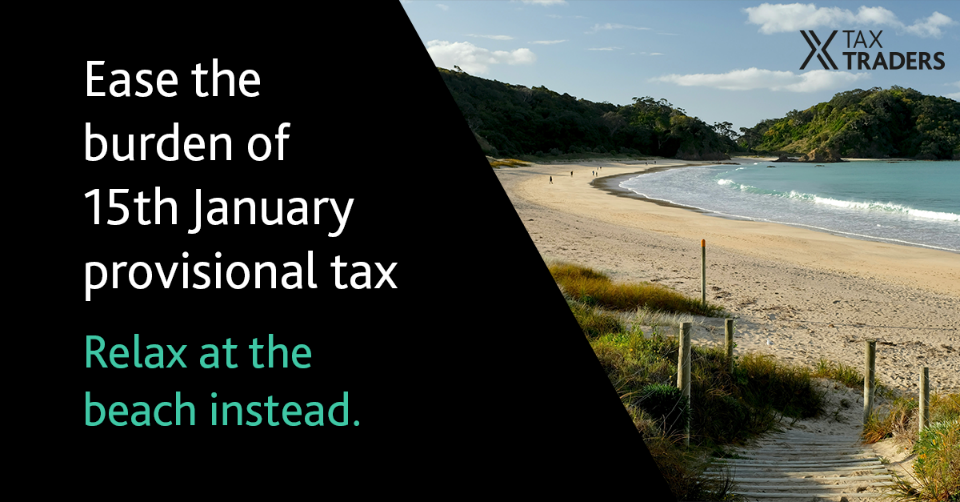 Ease the
burden of
15th January
provisional tax
Relax at the
beach instead.
TAX
TRADERS